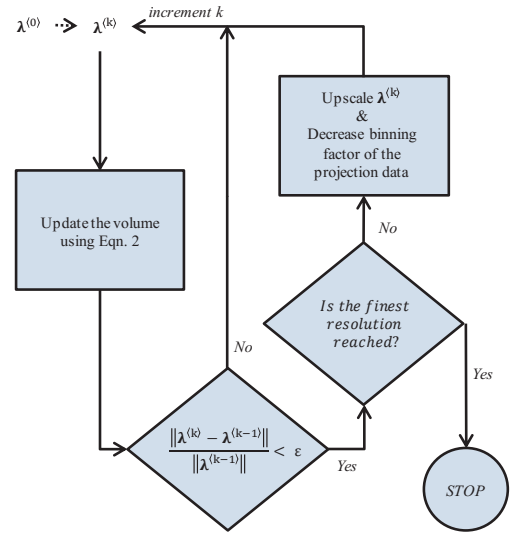 increment k
λ⁽⁰⁾ ⇢ λ⁽ᵏ⁾
Upscale λ⁽ᵏ⁾
&
Decrease binning
factor of the
projection data
Update the volume
using Eqn. 2
No
Is the finest
resolution
reached?
No
Yes
‖λ⁽ᵏ⁾ − λ⁽ᵏ⁻¹⁾‖
‖λ⁽ᵏ⁻¹⁾‖
< ε
Yes
STOP